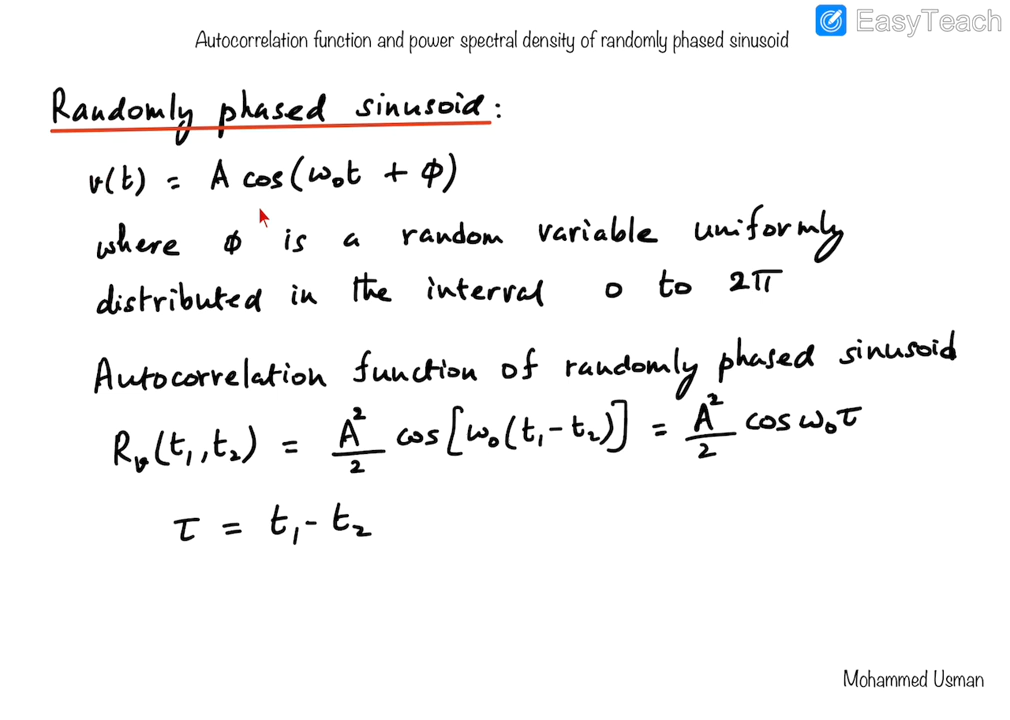 EasyTeach
Autocorrelation function and power spectral density of randomly phased sinusoid
Randomly phased sinusoid:
v(t) = A cos(ω₀t + ϕ)
where ϕ is a random variable uniformly
distributed in the interval 0 to 2π
Autocorrelation function of randomly phased sinusoid
Rᵥ(t₁,t₂) = A²/2 cos[ω₀(t₁-t₂)] = A²/2 cos ω₀τ
τ = t₁-t₂
Mohammed Usman